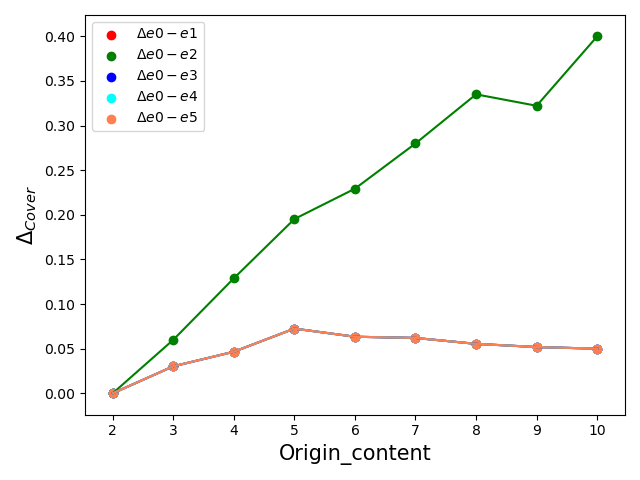 Δe0 − e1
Δe0 − e2
Δe0 − e3
Δe0 − e4
Δe0 − e5
0.40
0.35
0.30
0.25
0.20
0.15
0.10
0.05
0.00
Δ_Cover
2 3 4 5 6 7 8 9 10
Origin_content